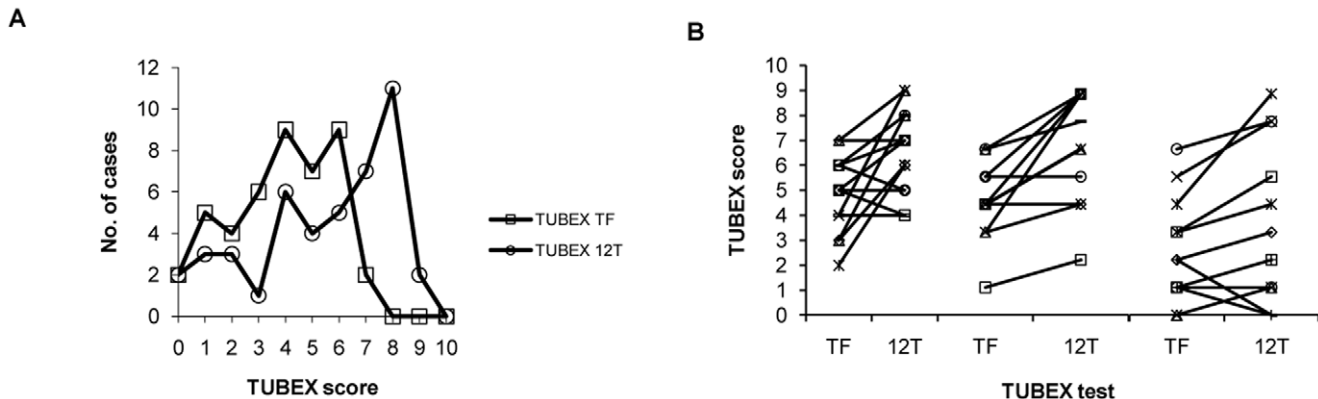 A
12
10
8
6
4
2
0
No. of cases
0 1 2 3 4 5 6 7 8 9 10
TUBEX score
TUBEX TF
TUBEX 12T
B
10
9
8
7
6
5
4
3
2
1
0
TUBEX score
TF 12T TF 12T TF 12T
TUBEX test